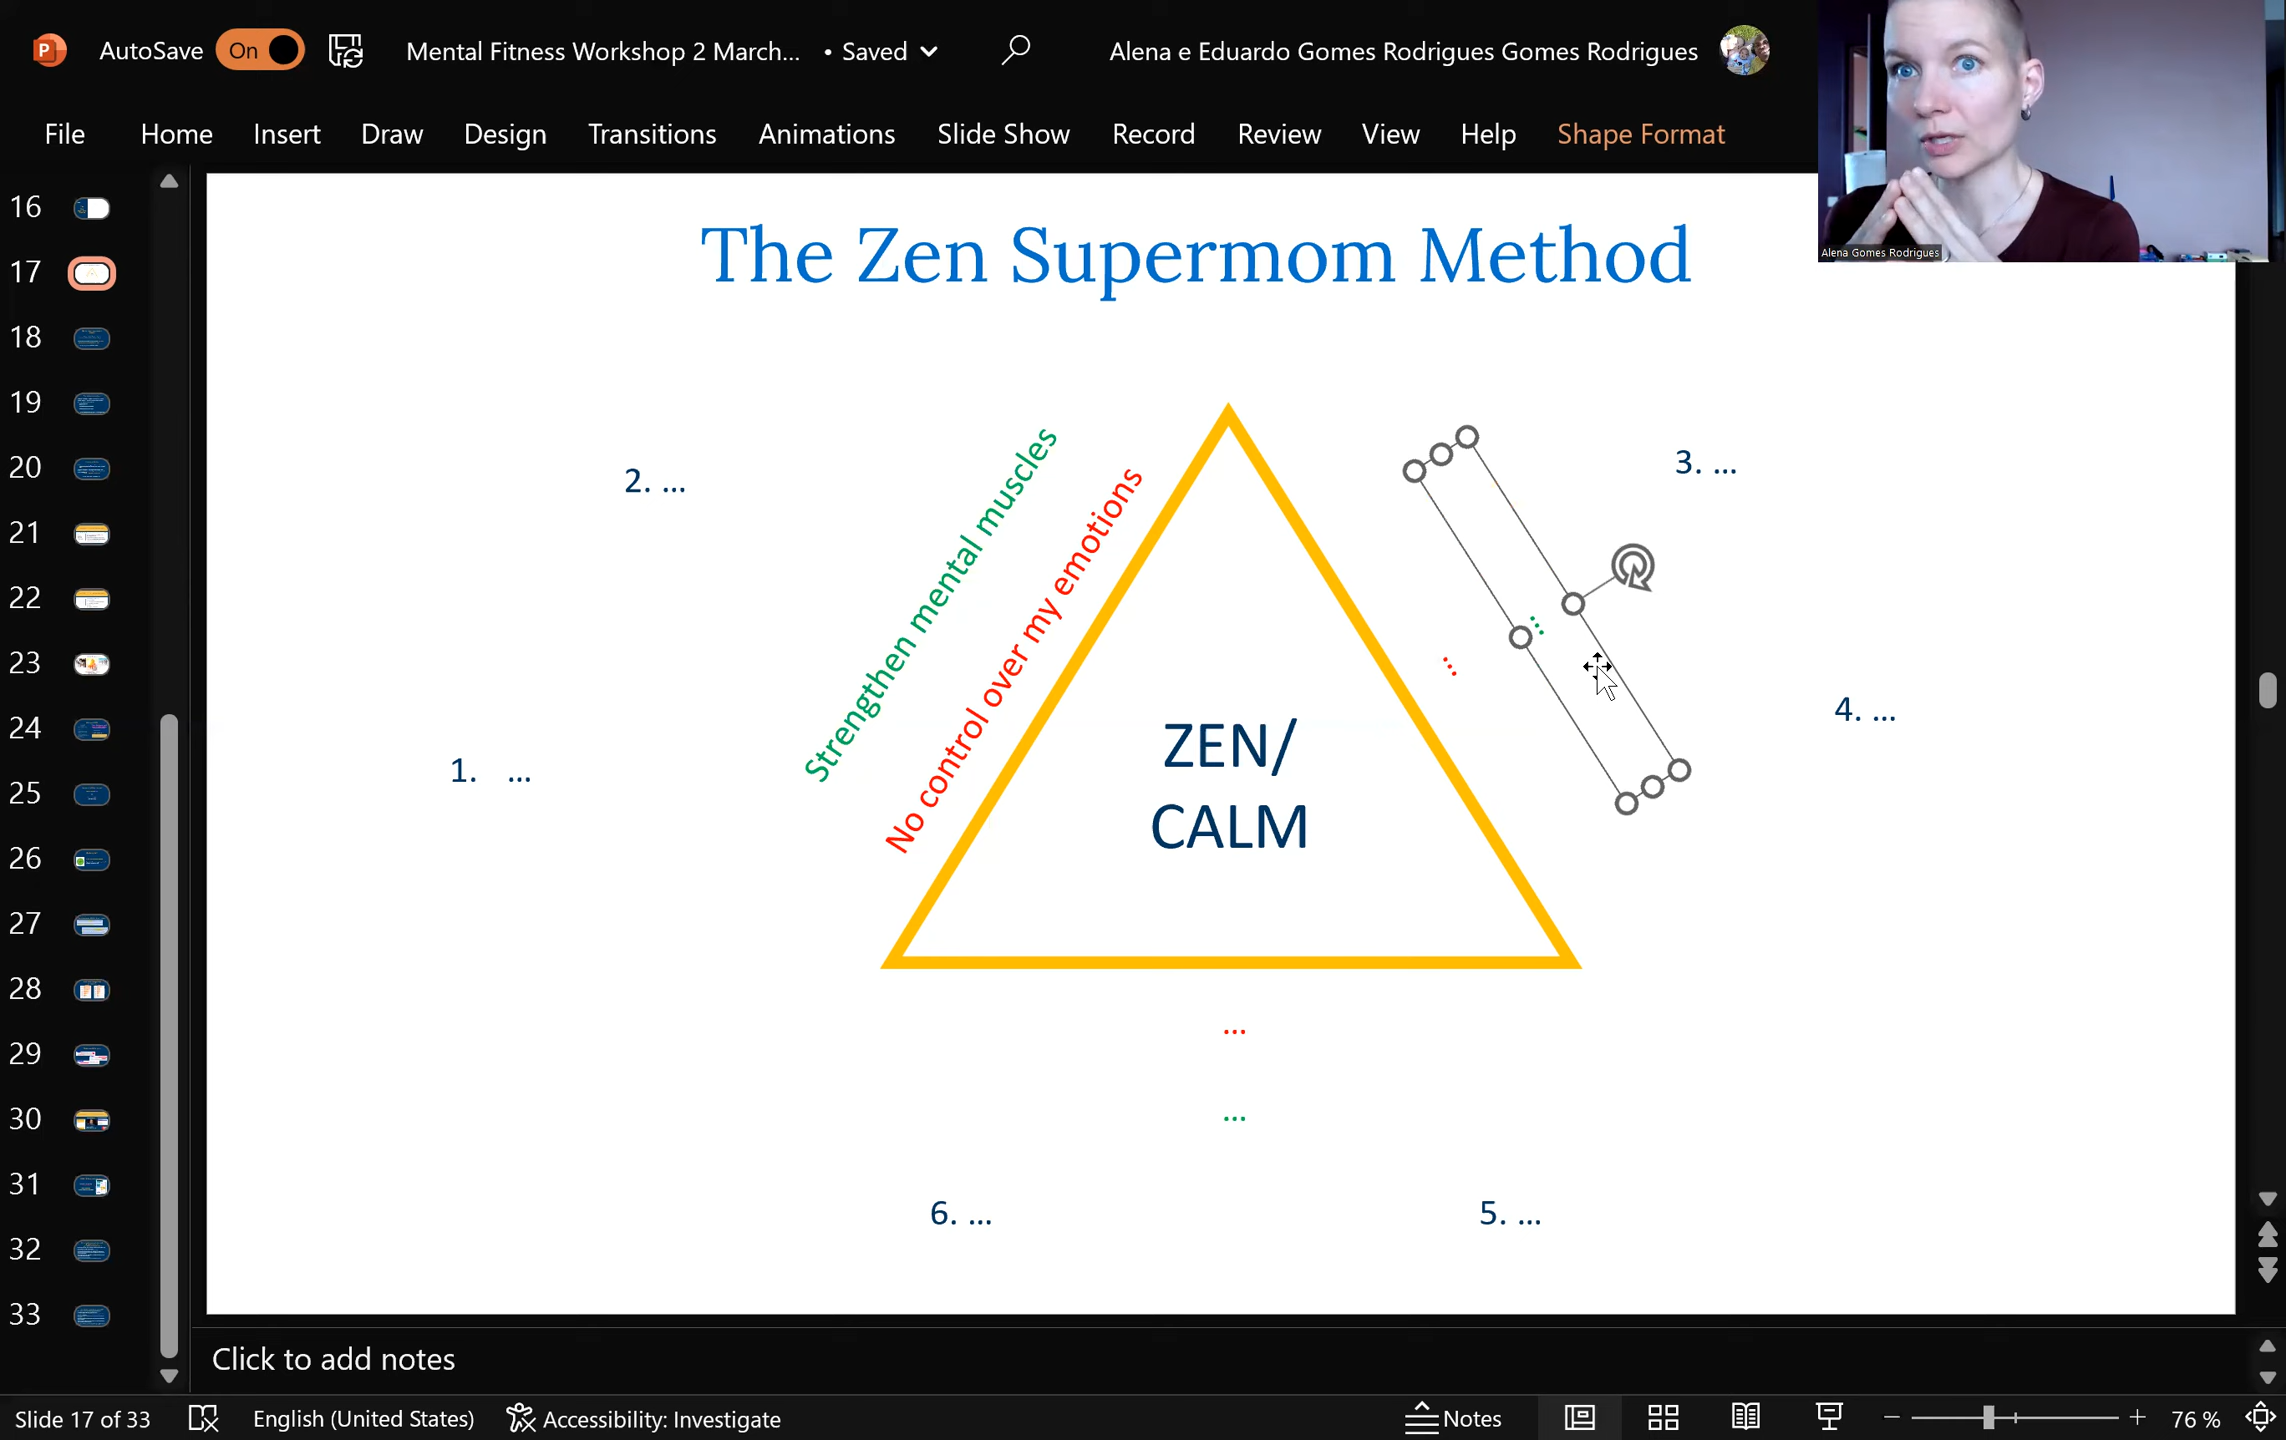 AutoSave On Mental Fitness Workshop 2 March... • Saved Alena e Eduardo Gomes Rodrigues Gomes Rodrigues
File Home Insert Draw Design Transitions Animations Slide Show Record Review View Help Shape Format
Alena Gomes Rodrigues
16
17
18
19
20
21
22
23
24
25
26
27
28
29
30
31
32
33
The Zen Supermom Method
2. ...
3. ...
Strengthen mental muscles
No control over my emotions
...
...
1. ...
4. ...
ZEN/
CALM
...
...
6. ...
5. ...
Click to add notes
Slide 17 of 33 English (United States) Accessibility: Investigate Notes 76 %